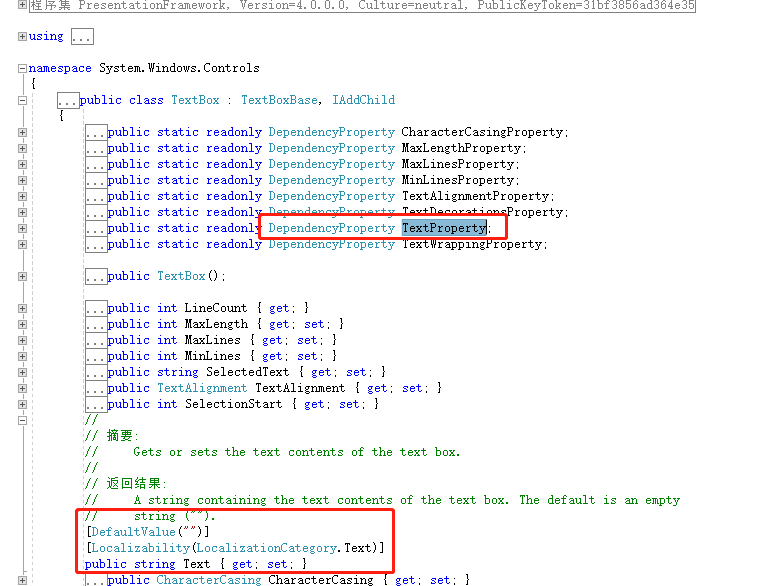 程序集 PresentationFramework, Version=4.0.0.0, Culture=neutral, PublicKeyToken=31bf3856ad364e35
using ...
namespace System.Windows.Controls
{
...public class TextBox : TextBoxBase, IAddChild
{
...public static readonly DependencyProperty CharacterCasingProperty;
...public static readonly DependencyProperty MaxLengthProperty;
...public static readonly DependencyProperty MaxLinesProperty;
...public static readonly DependencyProperty MinLinesProperty;
...public static readonly DependencyProperty TextAlignmentProperty;
...public static readonly DependencyProperty TextDecorationsProperty;
...public static readonly DependencyProperty TextProperty;
...public static readonly DependencyProperty TextWrappingProperty;
...public TextBox();
...public int LineCount { get; }
...public int MaxLength { get; set; }
...public int MaxLines { get; set; }
...public int MinLines { get; set; }
...public string SelectedText { get; set; }
...public TextAlignment TextAlignment { get; set; }
...public int SelectionStart { get; set; }
//
// 摘要:
//     Gets or sets the text contents of the text box.
//
// 返回结果:
//     A string containing the text contents of the text box. The default is an empty
//     string ("").
[DefaultValue("")]
[Localizability(LocalizationCategory.Text)]
public string Text { get; set; }
...public CharacterCasing CharacterCasing { get; set; }